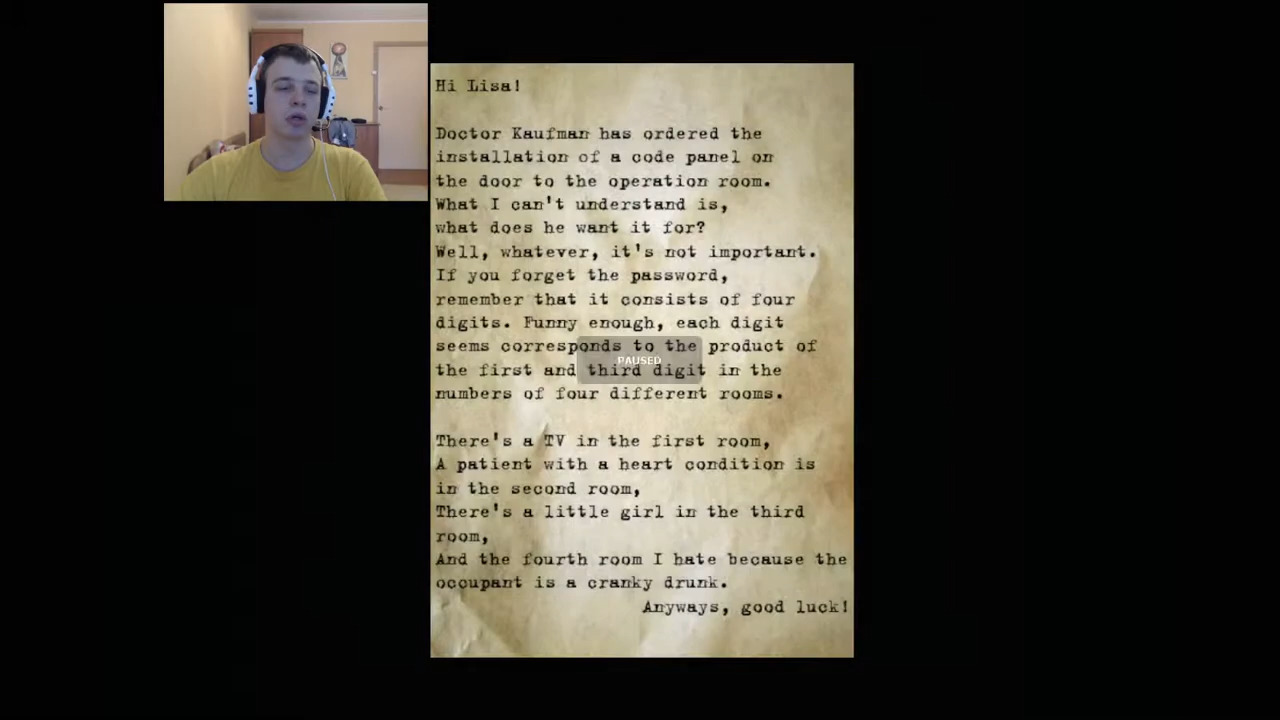 Hi Lisa!
Doctor Kaufman has ordered the
installation of a code panel on
the door to the operation room.
What I can't understand is,
what does he want it for?
Well, whatever, it's not important.
If you forget the password,
remember that it consists of four
digits. Funny enough, each digit
seems corresponds to the product of
the first and third digit in the
numbers of four different rooms.
There's a TV in the first room,
A patient with a heart condition is
in the second room,
There's a little girl in the third
room,
And the fourth room I hate because the
occupant is a cranky drunk.
Anyways, good luck!
PAUSED